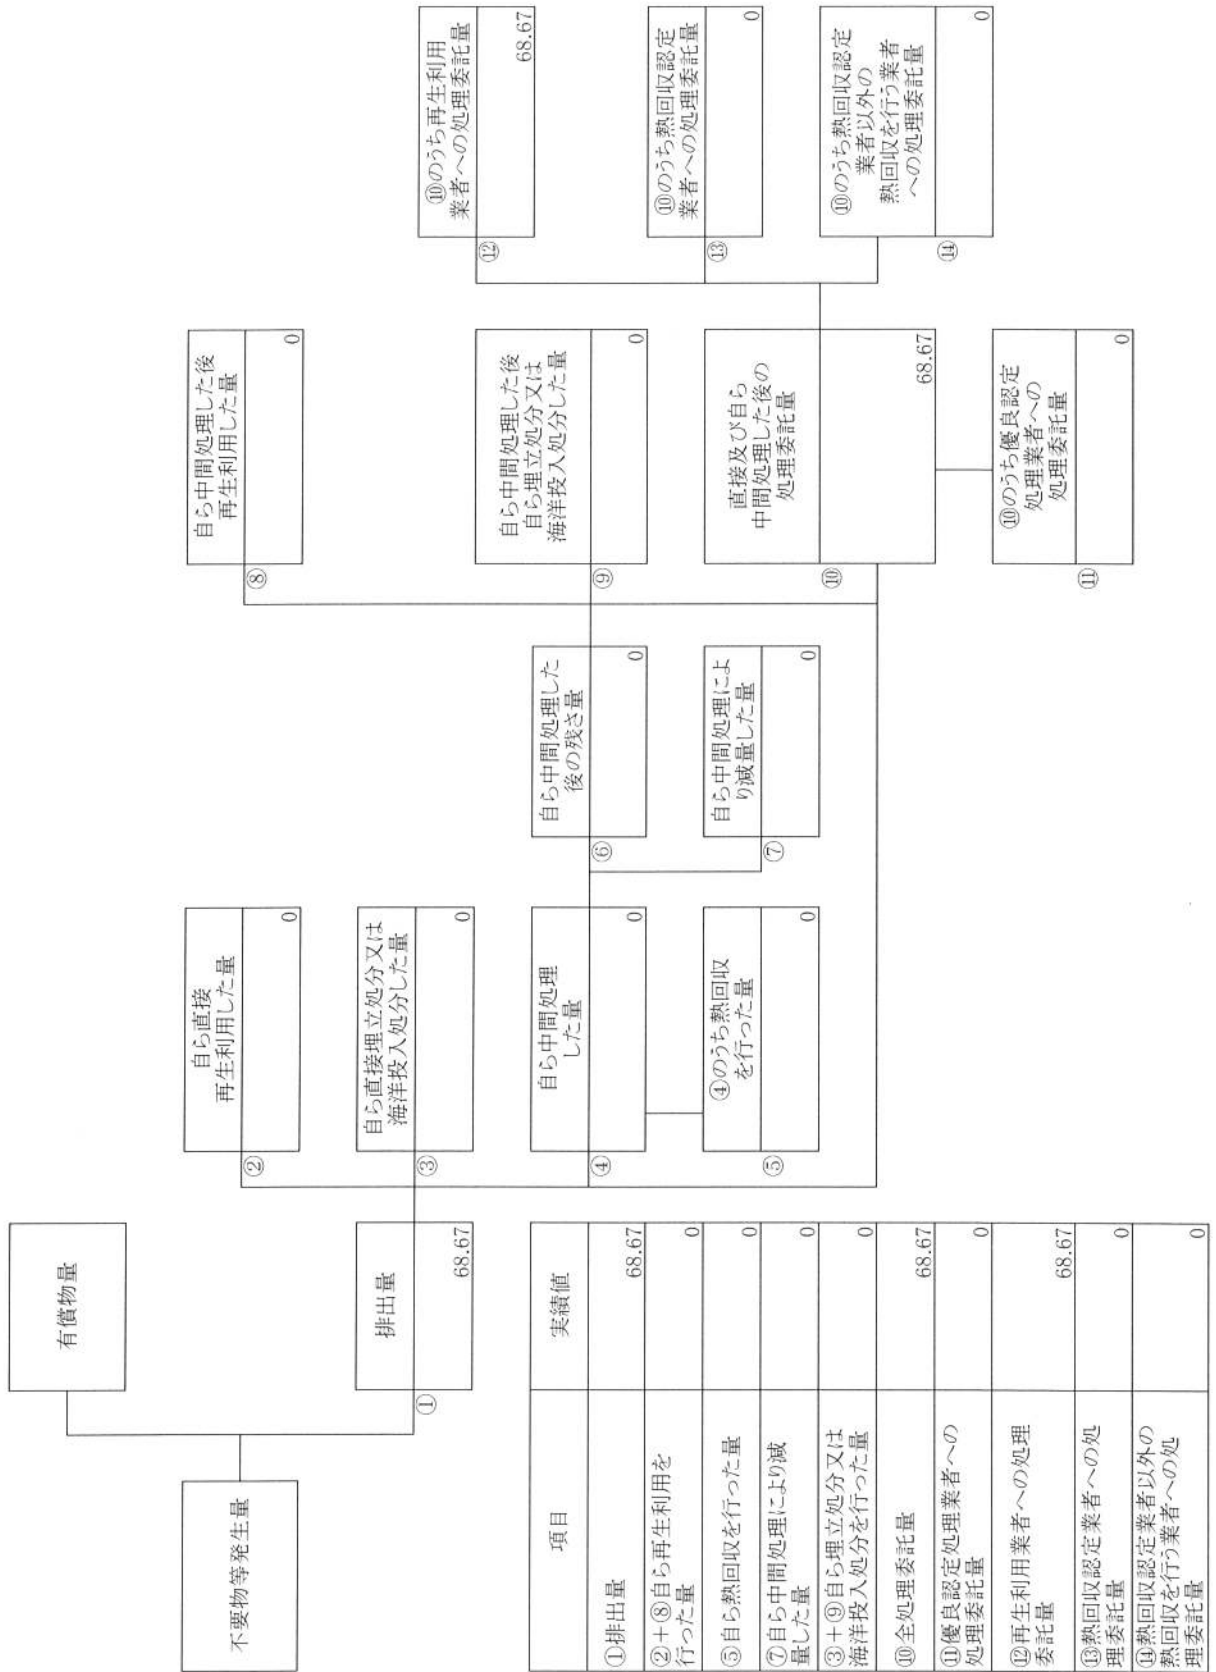 不要物等発生量
有償物量
排出量
①
68.67
自ら直接
再生利用した量
②
0
自ら直接埋立処分又は
海洋投入処分した量
③
0
自ら中間処理
した量
④
0
④のうち熱回収
を行った量
⑤
0
自ら中間処理した
後の残さ量
⑥
0
自ら中間処理によ
り減量した量
⑦
0
自ら中間処理した後
再生利用した量
⑧
0
自ら中間処理した後
自ら埋立処分又は
海洋投入処分した量
⑨
0
直接及び自ら
中間処理した後の
処理委託量
⑩
68.67
⑩のうち優良認定
処理業者への
処理委託量
⑪
0
⑩のうち再生利用
業者への処理委託量
⑫
68.67
⑩のうち熱回収認定
業者への処理委託量
⑬
0
⑩のうち熱回収認定
業者以外の
熱回収を行う業者
への処理委託量
⑭
0
項目 実績値
①排出量 68.67
②+⑧自ら再生利用を
行った量 0
⑤自ら熱回収を行った量 0
⑦自ら中間処理により減
量した量 0
③+⑨自ら埋立処分又は
海洋投入処分を行った量 0
⑩全処理委託量 68.67
⑪優良認定処理業者への
処理委託量 0
⑫再生利用業者への処理
委託量 68.67
⑬熱回収認定業者への処
理委託量 0
⑭熱回収認定業者以外の
熱回収を行う業者への処
理委託量 0